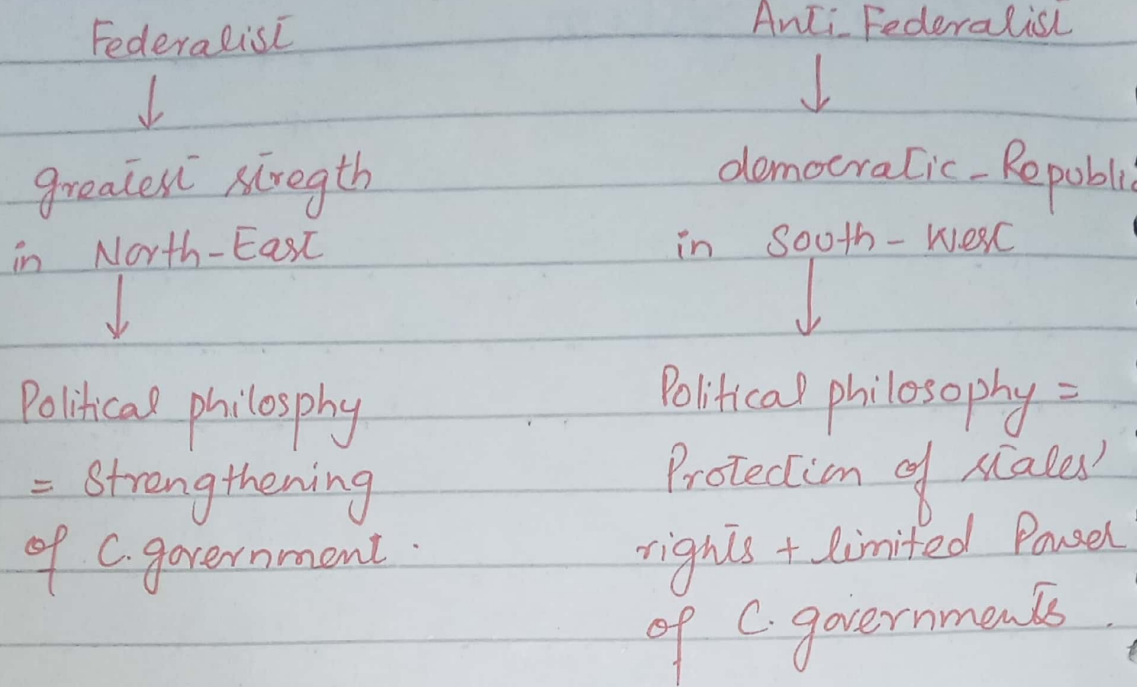 Federalist
Anti-Federalist
greatest stregth
democratic-Republi
in North-East
in South-West
Political philosphy
Political philosophy =
= Strengthening
Protection of states'
of C. government.
rights + limited Power
of C. governments.